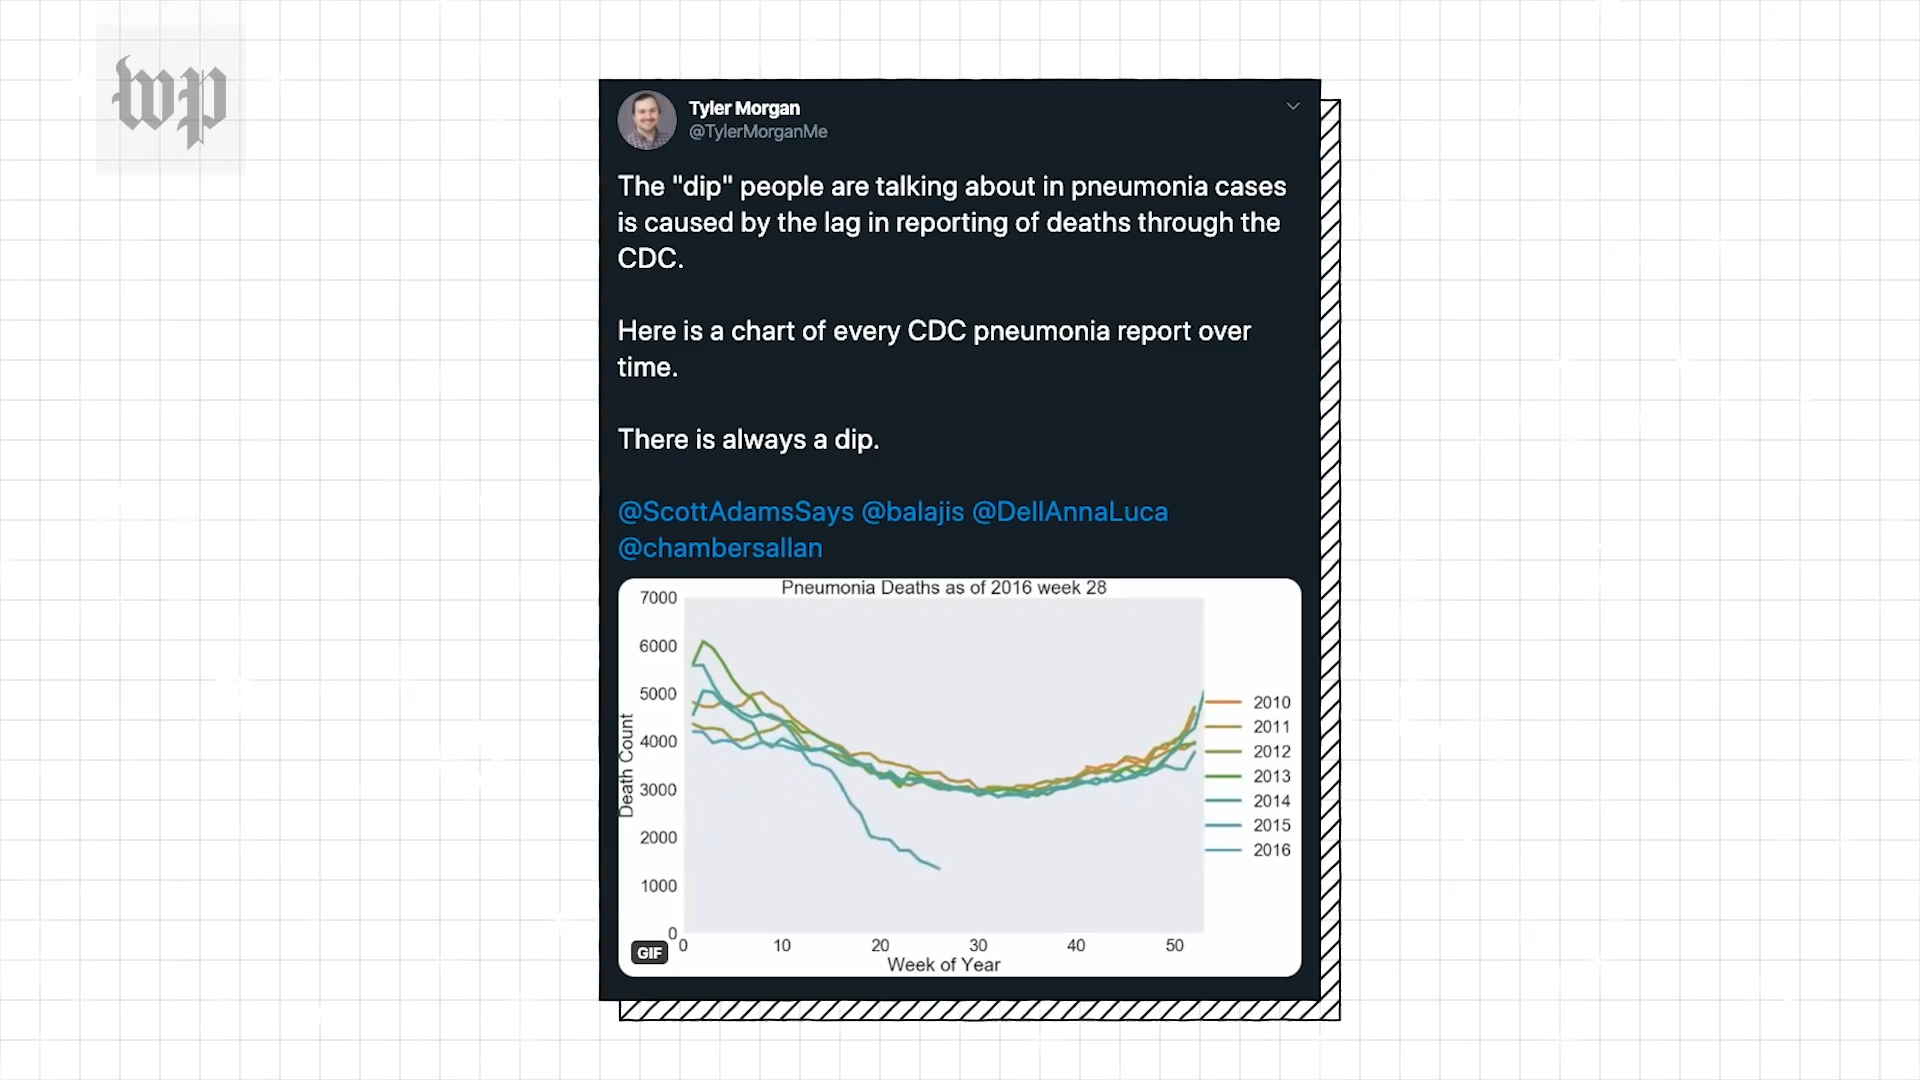 wp
Tyler Morgan
@TylerMorganMe
The "dip" people are talking about in pneumonia cases
is caused by the lag in reporting of deaths through the
CDC.
Here is a chart of every CDC pneumonia report over
time.
There is always a dip.
@ScottAdamsSays @balajis @DellAnnaLuca
@chambersallan
Pneumonia Deaths as of 2016 week 28
7000
6000
5000
4000
3000
2000
1000
0
Death Count
2010
2011
2012
2013
2014
2015
2016
0 10 20 30 40 50
Week of Year
GIF